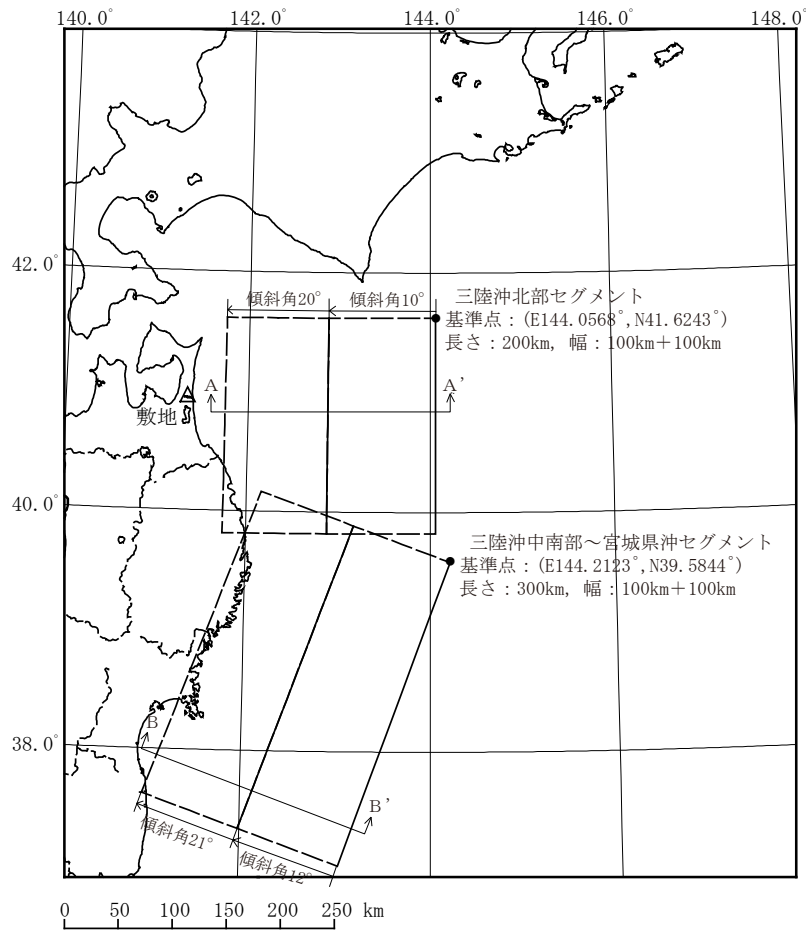 140.0° 142.0° 144.0° 146.0° 148.0°
42.0°
傾斜角20° 傾斜角10°
三陸沖北部セグメント
基準点:(E144.0568°,N41.6243°)
長さ:200km, 幅:100km+100km
A A'
敷地
40.0°
三陸沖中南部~宮城県沖セグメント
基準点:(E144.2123°,N39.5844°)
長さ:300km, 幅:100km+100km
B
38.0°
B'
傾斜角21°
傾斜角12°
0 50 100 150 200 250 km